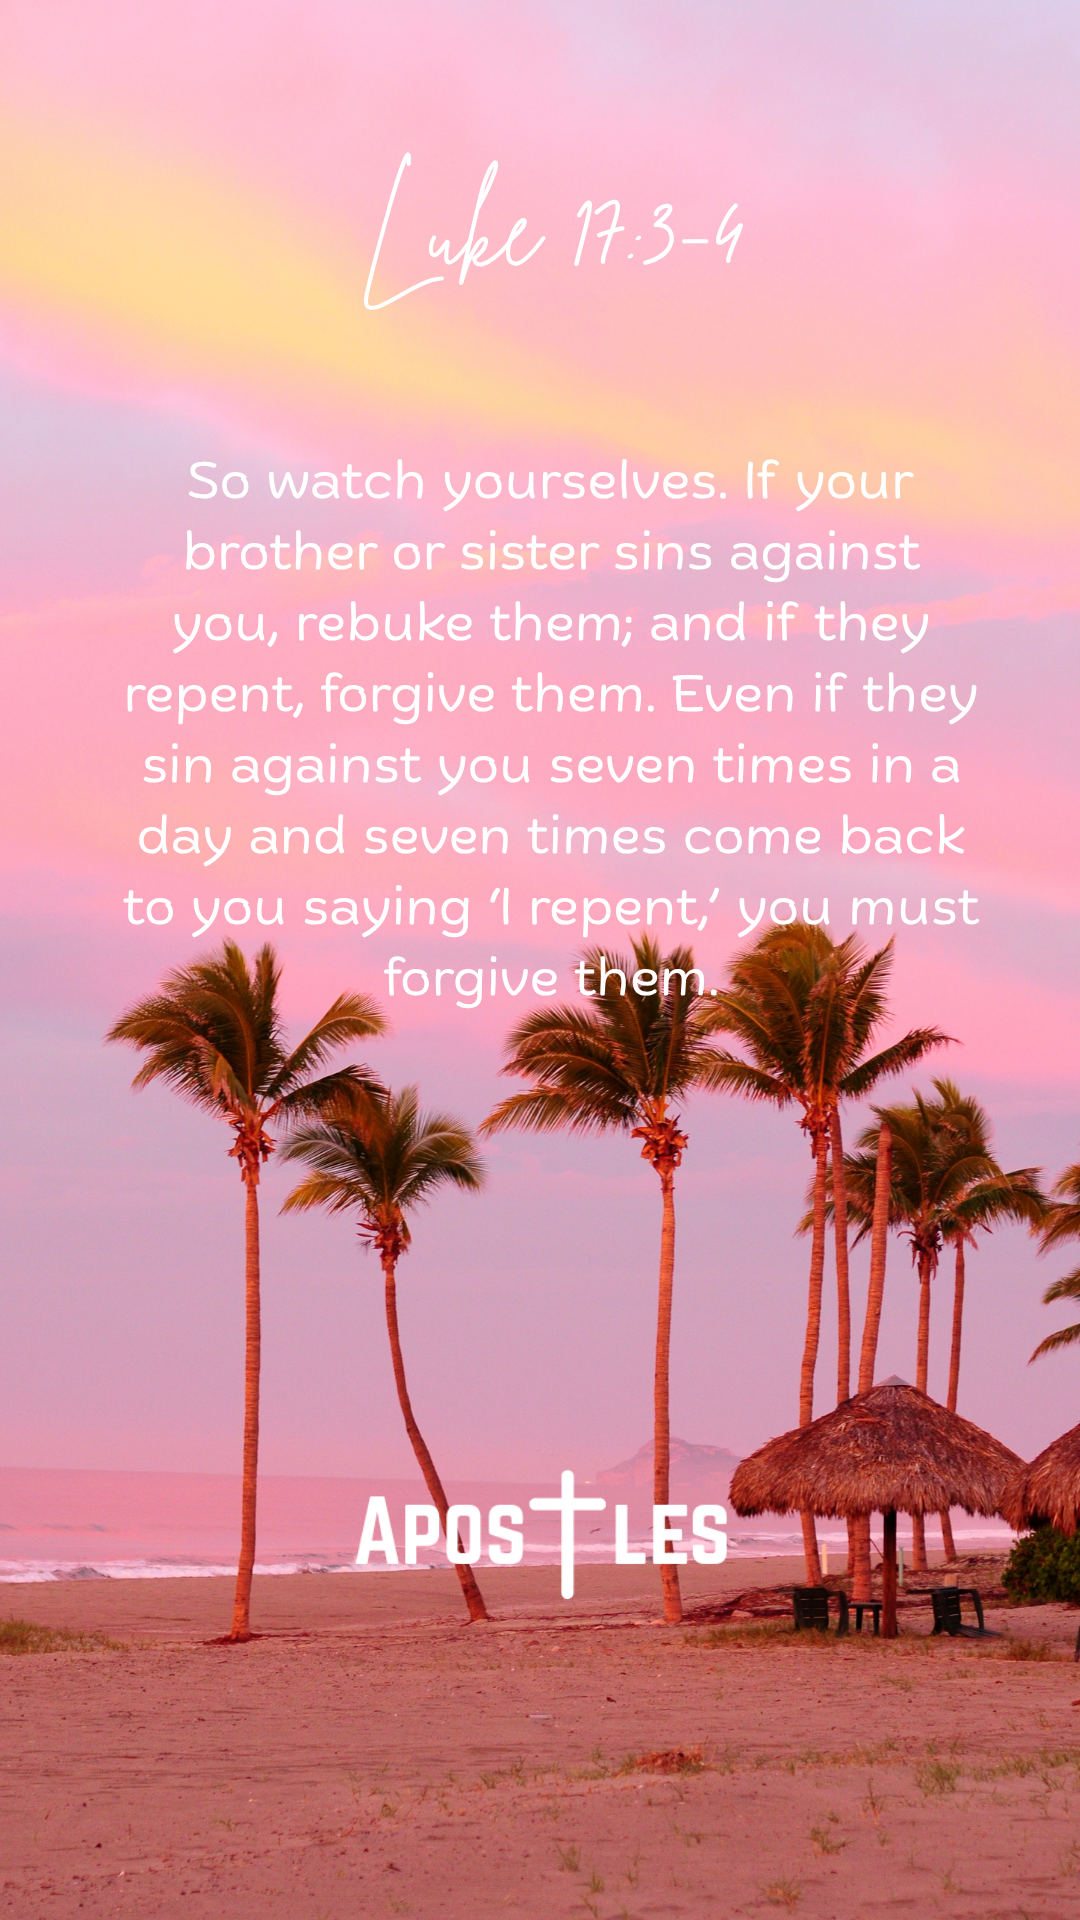 Luke 17:3-4
So watch yourselves. If your
brother or sister sins against
you, rebuke them; and if they
repent, forgive them. Even if they
sin against you seven times in a
day and seven times come back
to you saying ‘I repent,’ you must
forgive them.
APOSTLES